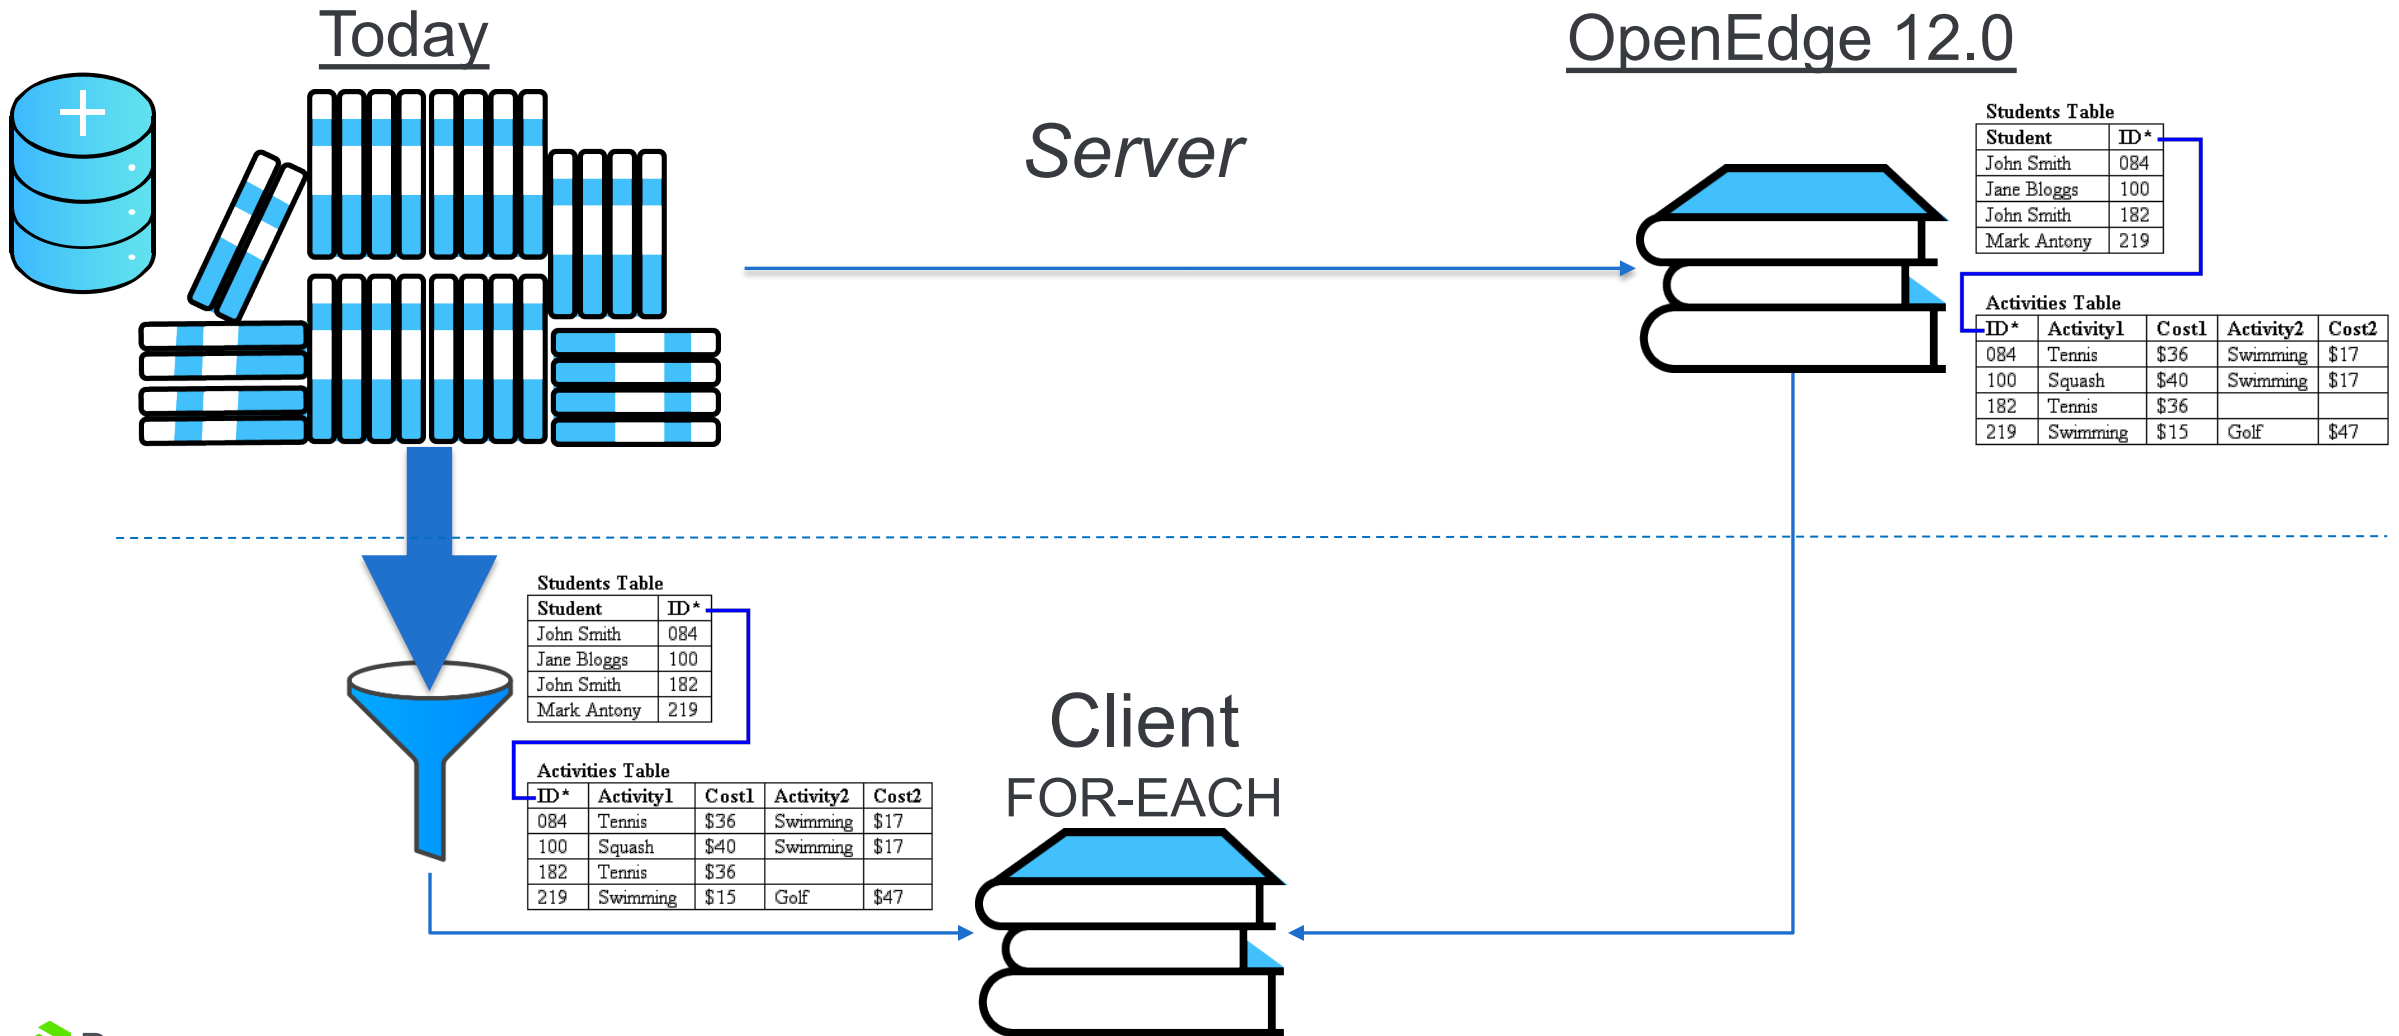 Today
OpenEdge 12.0
Server
Students Table
Student ID*
John Smith 084
Jane Bloggs 100
John Smith 182
Mark Antony 219
Activities Table
ID* Activity1 Cost1 Activity2 Cost2
084 Tennis $36 Swimming $17
100 Squash $40 Swimming $17
182 Tennis $36
219 Swimming $15 Golf $47
Students Table
Student ID*
John Smith 084
Jane Bloggs 100
John Smith 182
Mark Antony 219
Activities Table
ID* Activity1 Cost1 Activity2 Cost2
084 Tennis $36 Swimming $17
100 Squash $40 Swimming $17
182 Tennis $36
219 Swimming $15 Golf $47
Client
FOR-EACH